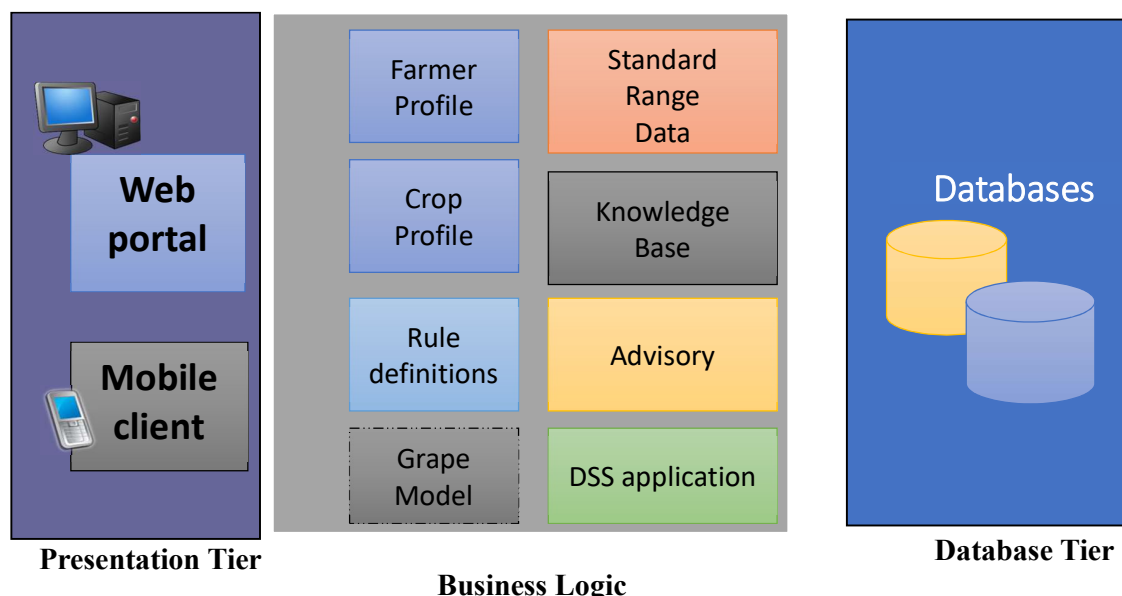 Web
portal
Mobile
client
Presentation Tier
Farmer
Profile
Standard
Range
Data
Crop
Profile
Knowledge
Base
Rule
definitions
Advisory
Grape
Model
DSS application
Business Logic
Databases
Database Tier